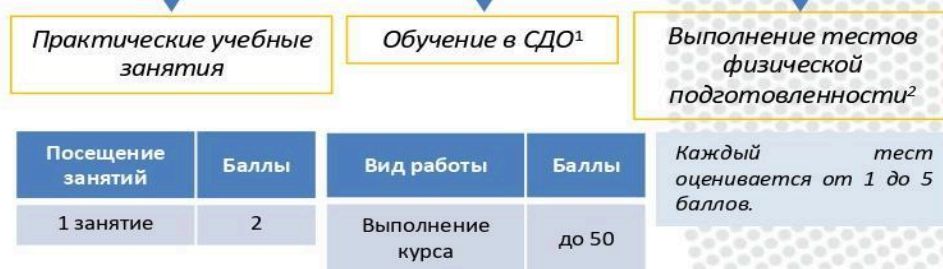 Практические учебные
занятия
Обучение в СДО¹
Выполнение тестов
физической
подготовленности²
Посещение
занятий
Баллы
1 занятие
2
Вид работы
Баллы
Выполнение
курса
до 50
Каждый тест
оценивается от 1 до 5
баллов.